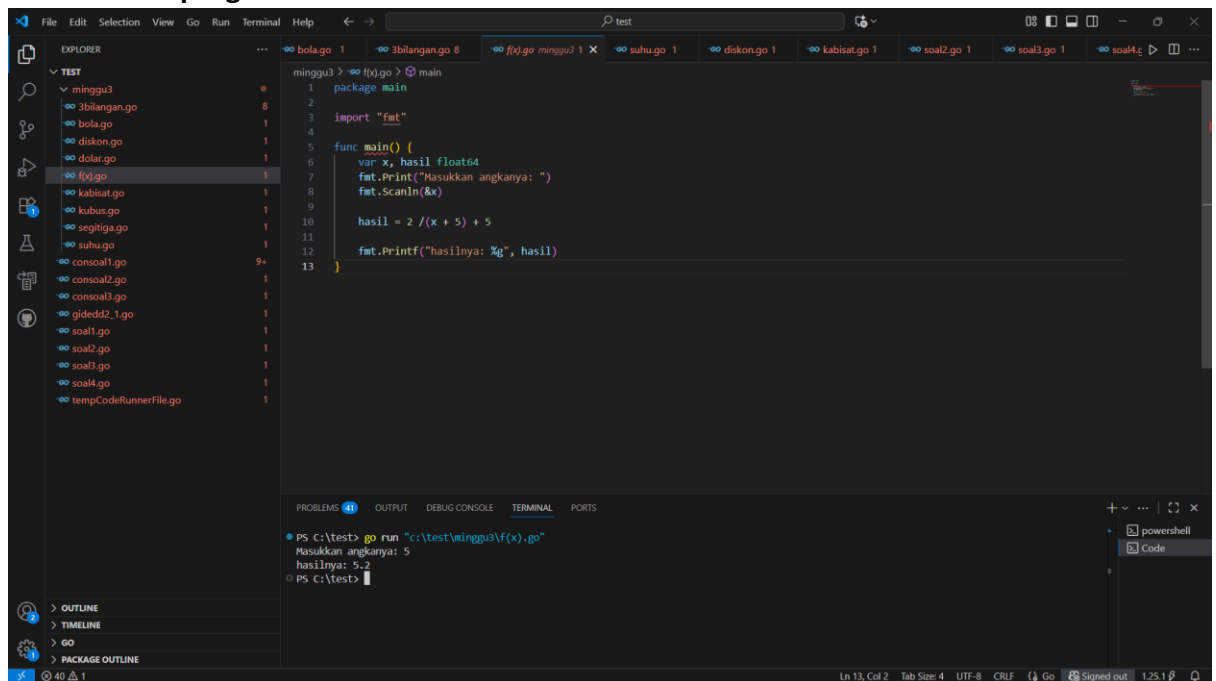 File Edit Selection View Go Run Terminal Help
test
EXPLORER
TEST
minggu3
3bilangan.go 8
bola.go 1
diskon.go 1
dolar.go 1
f(x).go 1
kabisat.go 1
kubus.go 1
segitiga.go 1
suhu.go 1
consoal1.go 9+
consoal2.go 1
consoal3.go 1
gidedd2_1.go 1
soal1.go 1
soal2.go 1
soal3.go 1
soal4.go 1
tempCodeRunnerFile.go 1
OUTLINE
TIMELINE
GO
PACKAGE OUTLINE
bola.go 1 3bilangan.go 8 f(x).go minggu3 1 suhu.go 1 diskon.go 1 kabisat.go 1 soal2.go 1 soal3.go 1 soal4.g
minggu3 > f(x).go > main
1 package main
2
3 import "fmt"
4
5 func main() {
6 var x, hasil float64
7 fmt.Print("Masukkan angkanya: ")
8 fmt.Scanln(&x)
9
10 hasil = 2 /(x + 5) + 5
11
12 fmt.Printf("hasilnya: %g", hasil)
13 }
PROBLEMS 41 OUTPUT DEBUG CONSOLE TERMINAL PORTS
PS C:\test> go run "c:\test\minggu3\f(x).go"
Masukkan angkanya: 5
hasilnya: 5.2
PS C:\test>
powershell
Code
40 1 Ln 13, Col 2 Tab Size: 4 UTF-8 CRLF Go Signed out 1.25.1